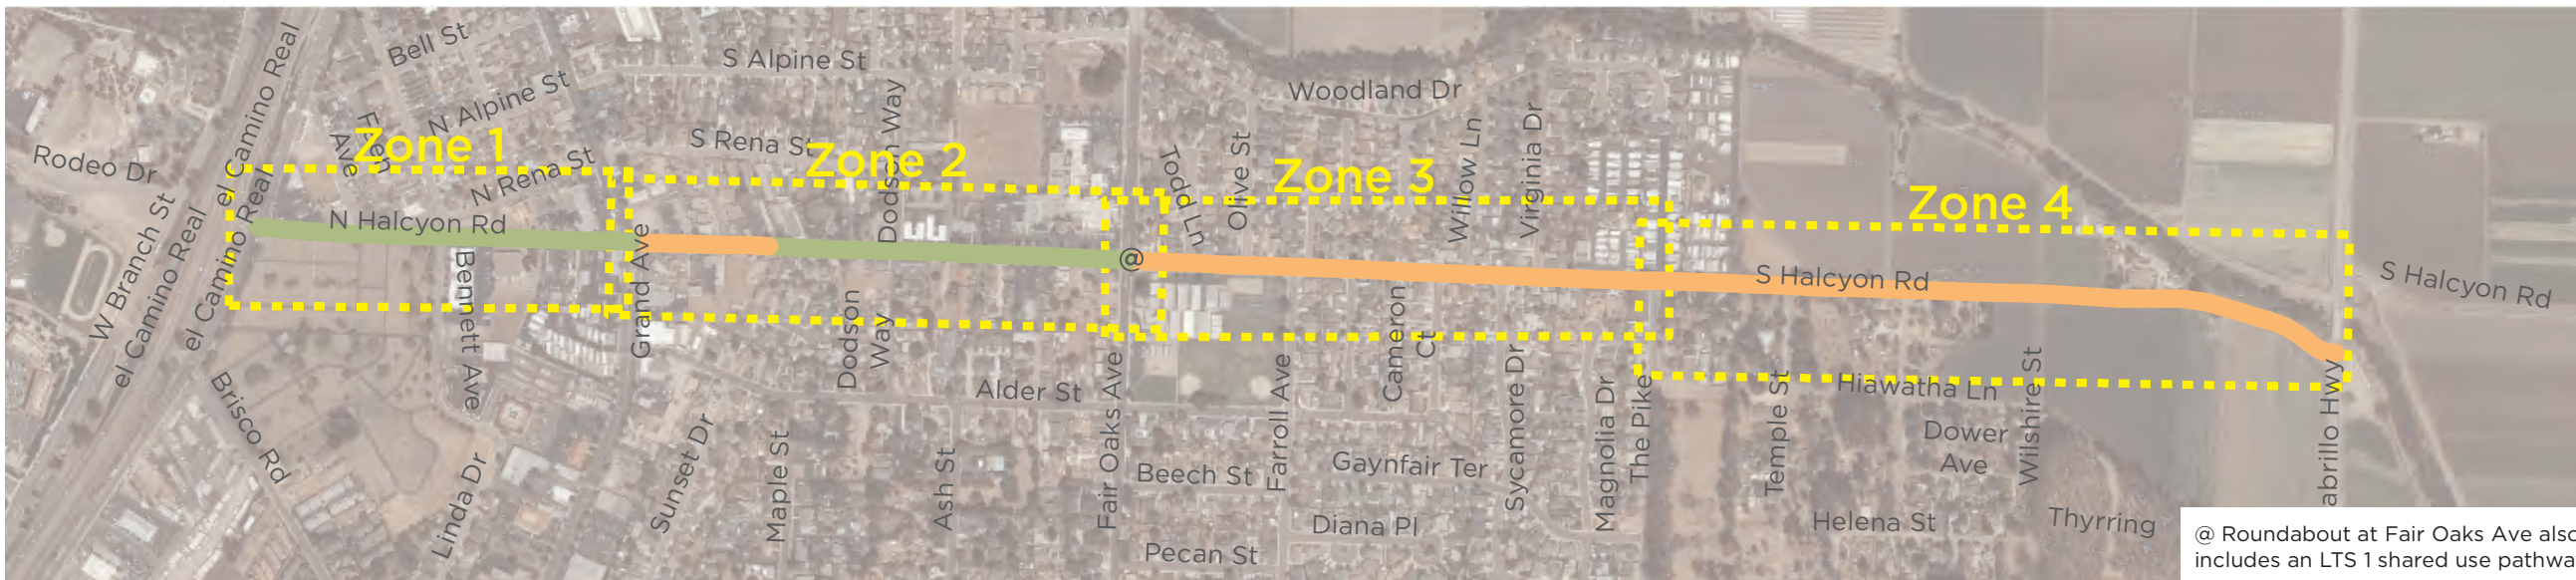 Bell St
S Alpine St
el Camino Real
N Alpine St
Woodland Dr
Feren
Ave
Zone 1
S Rena St
Zone 2
Dodson Way
Rodeo Dr
N Rena St
Todd Ln
Olive St
Zone 3
Willow Ln
Virginia Dr
Zone 4
W Branch St
el Camino Real
el Camino Real
N Halcyon Rd
Grand Ave
@
S Halcyon Rd
S Halcyon Rd
Bennett Ave
Dodson
Way
Alder St
Fair Oaks Ave
Farroll Ave
Cameron
Ct
Sycamore Dr
Magnolia Dr
The Pike
Temple St
Hiawatha Ln
Wilshire St
abrillo Hwy
Brisco Rd
Linda Dr
Sunset Dr
Maple St
Ash St
Beech St
Gaynfair Ter
Dower
Ave
Diana Pl
Pecan St
Helena St
Thyrring
@ Roundabout at Fair Oaks Ave also
includes an LTS 1 shared use pathwa